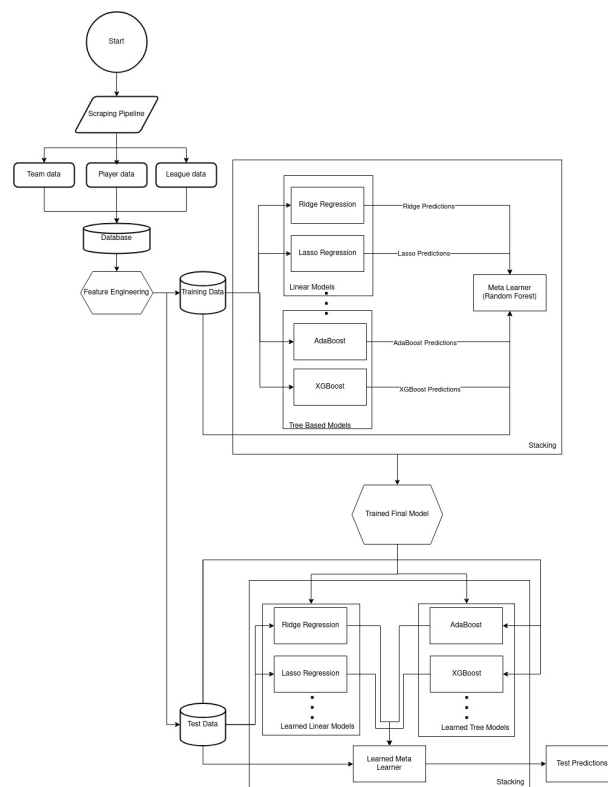 Start
Scraping Pipeline
Team data
Player data
League data
Database
Feature Engineering
Training Data
Ridge Regression
Ridge Predictions
Lasso Regression
Lasso Predictions
Linear Models
Meta Learner
(Random Forest)
AdaBoost
AdaBoost Predictions
XGBoost
XGBoost Predictions
Tree Based Models
Stacking
Trained Final Model
Ridge Regression
AdaBoost
Lasso Regression
XGBoost
Test Data
Learned Linear Models
Learned Tree Models
Learned Meta
Learner
Test Predictions
Stacking